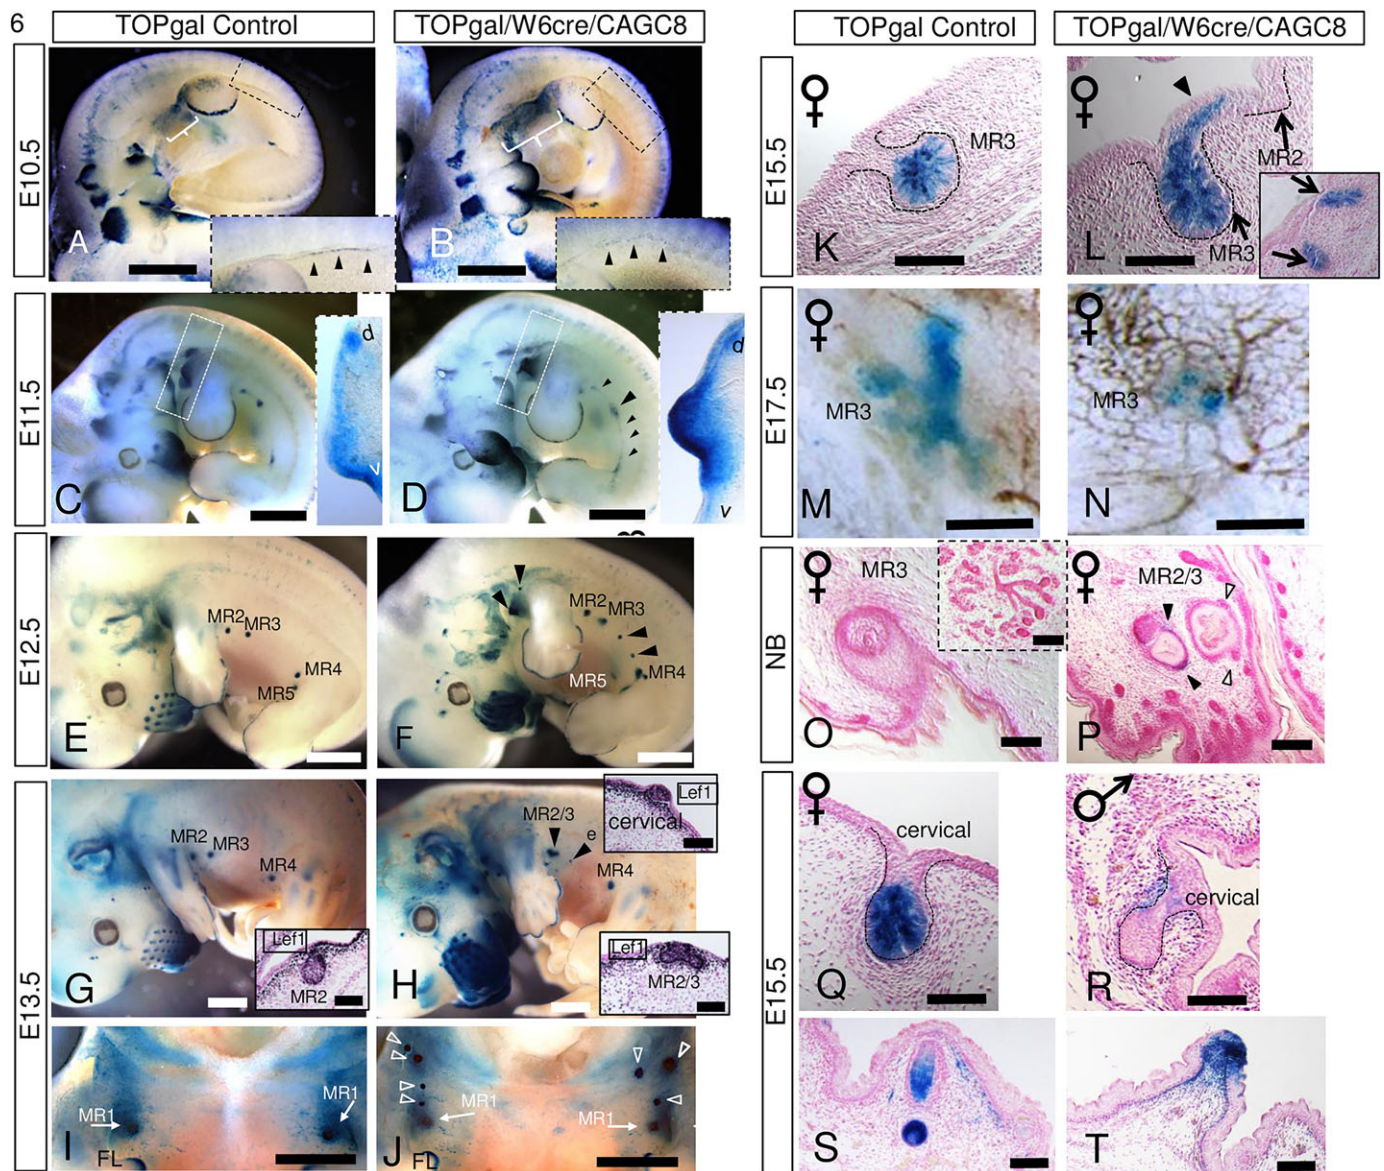 6
TOPgal Control
TOPgal/W6cre/CAGC8
E10.5
A
B
E11.5
C
d
v
D
d
v
E12.5
MR2
MR3
MR4
MR5
E
MR2
MR3
MR4
MR5
F
E13.5
MR2
MR3
MR4
G
Lef1
MR2
MR2/3
e
MR4
H
Lef1
cervical
Lef1
MR2/3
MR1
MR1
I
FL
MR1
MR1
J
FL
TOPgal Control
TOPgal/W6cre/CAGC8
E15.5
♀
MR3
K
♀
MR2
MR3
L
E17.5
♀
MR3
M
♀
MR3
N
NB
♀
MR3
O
♀
MR2/3
P
E15.5
♀
cervical
Q
cervical
R
S
T